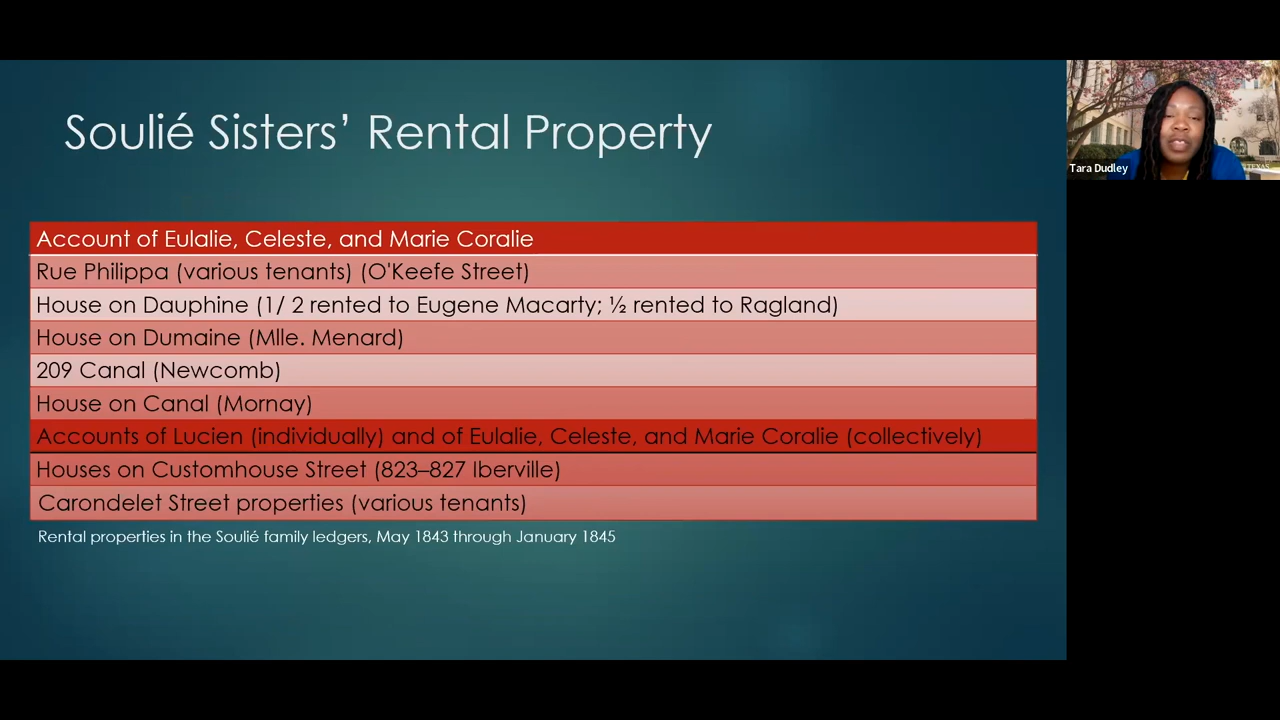 Soulié Sisters' Rental Property
Account of Eulalie, Celeste, and Marie Coralie
Rue Philippa (various tenants) (O'Keefe Street)
House on Dauphine (1/ 2 rented to Eugene Macarty; ½ rented to Ragland)
House on Dumaine (Mlle. Menard)
209 Canal (Newcomb)
House on Canal (Mornay)
Accounts of Lucien (individually) and of Eulalie, Celeste, and Marie Coralie (collectively)
Houses on Customhouse Street (823–827 Iberville)
Carondelet Street properties (various tenants)
Rental properties in the Soulié family ledgers, May 1843 through January 1845
Tara Dudley
TEXAS